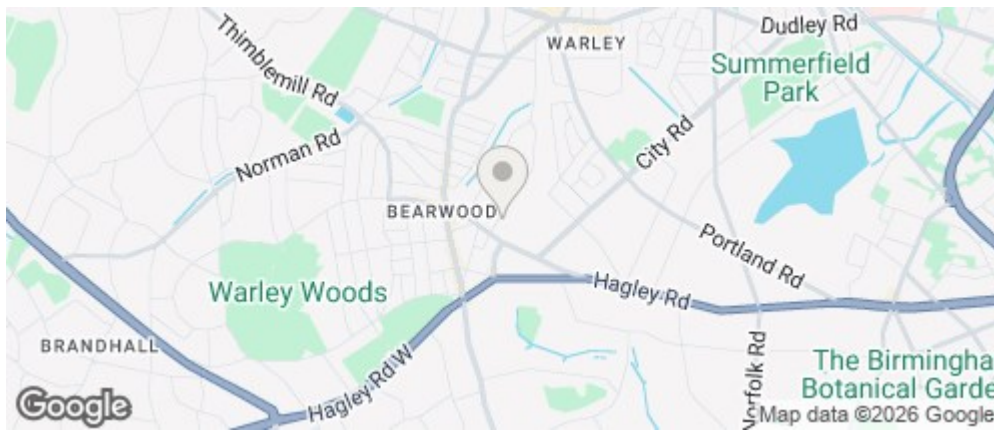 Dudley Rd
Thimblemill Rd
WARLEY
Summerfield
Park
City Rd
Norman Rd
BEARWOOD
Portland Rd
Warley Woods
Hagley Rd
BRANDHALL
Norfolk Rd
The Birmingha
Botanical Garde
Hagley Rd W
Google
Map data ©2026 Google